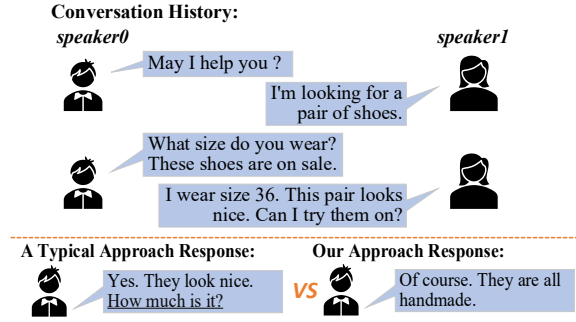 Conversation History:
speaker0
speaker1
May I help you ?
I'm looking for a
pair of shoes.
What size do you wear?
These shoes are on sale.
I wear size 36. This pair looks
nice. Can I try them on?
A Typical Approach Response:
Our Approach Response:
Yes. They look nice.
How much is it?
VS
Of course. They are all
handmade.